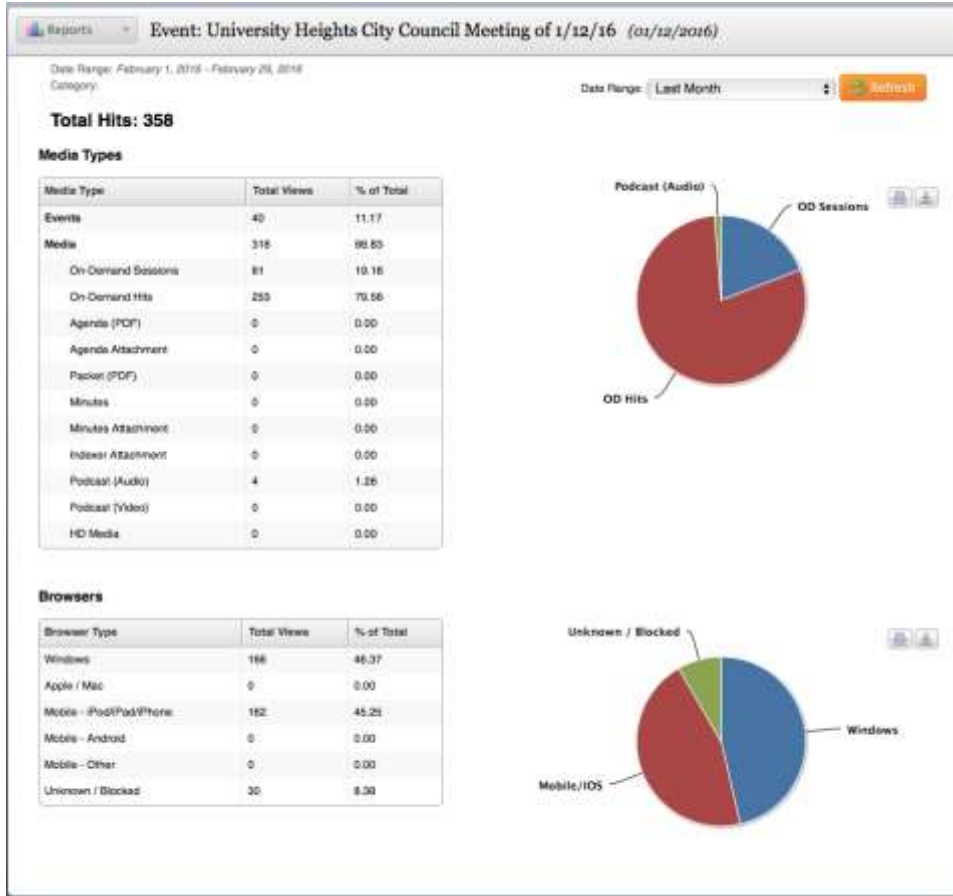 Reports
Event: University Heights City Council Meeting of 1/12/16 (01/12/2016)
Date Range: February 1, 2016 - February 29, 2016
Category:
Date Range: Last Month
Refresh
Total Hits: 358
Media Types
Media Type Total Views % of Total
Events 40 11.17
Media 318 88.83
On-Demand Sessions 61 19.18
On-Demand Hits 253 79.56
Agenda (PDF) 0 0.00
Agenda Attachment 0 0.00
Packet (PDF) 0 0.00
Minutes 0 0.00
Minutes Attachment 0 0.00
Indexer Attachment 0 0.00
Podcast (Audio) 4 1.26
Podcast (Video) 0 0.00
HD Media 0 0.00
Podcast (Audio)
OD Sessions
OD Hits
Browsers
Browser Type Total Views % of Total
Windows 166 46.37
Apple / Mac 0 0.00
Mobile - iPod/iPad/iPhone 162 45.25
Mobile - Android 0 0.00
Mobile - Other 0 0.00
Unknown / Blocked 30 8.38
Unknown / Blocked
Windows
Mobile/IOS